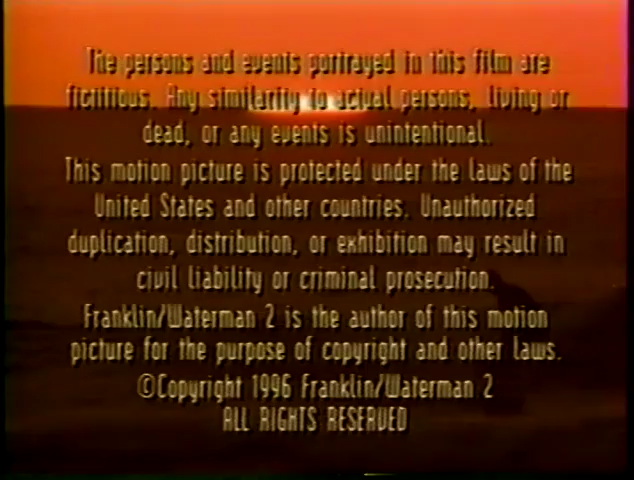 The persons and events portrayed in this film are
fictitious. Any similarity to actual persons, living or
dead, or any events is unintentional.
This motion picture is protected under the laws of the
United States and other countries. Unauthorized
duplication, distribution, or exhibition may result in
civil liability or criminal prosecution.
Franklin/Waterman 2 is the author of this motion
picture for the purpose of copyright and other laws.
©Copyright 1996 Franklin/Waterman 2
ALL RIGHTS RESERVED